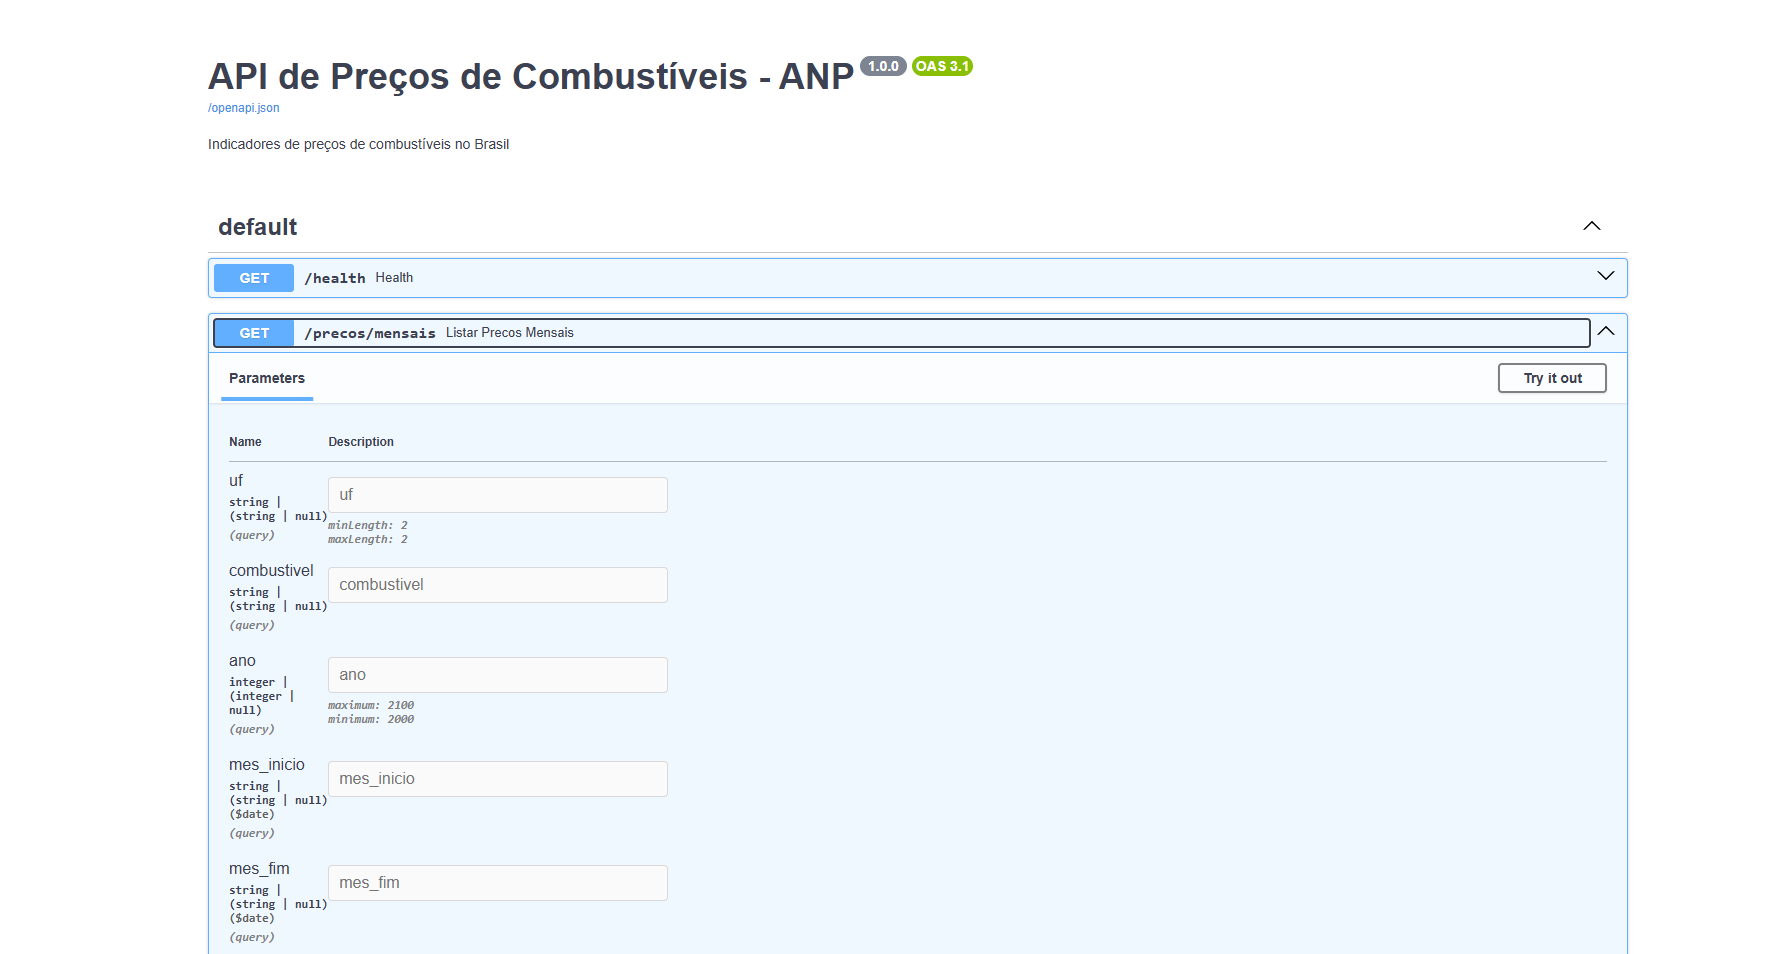 API de Preços de Combustíveis - ANP 1.0.0 OAS 3.1
/openapi.json
Indicadores de preços de combustíveis no Brasil
default
GET /health Health
GET /precos/mensais Listar Precos Mensais
Parameters Try it out
Name Description
uf
string |
(string | null)
(query)
uf
minLength: 2
maxLength: 2
combustivel
string |
(string | null)
(query)
combustivel
ano
integer |
(integer |
null)
(query)
ano
maximum: 2100
minimum: 2000
mes_inicio
string |
(string | null)
($date)
(query)
mes_inicio
mes_fim
string |
(string | null)
($date)
(query)
mes_fim